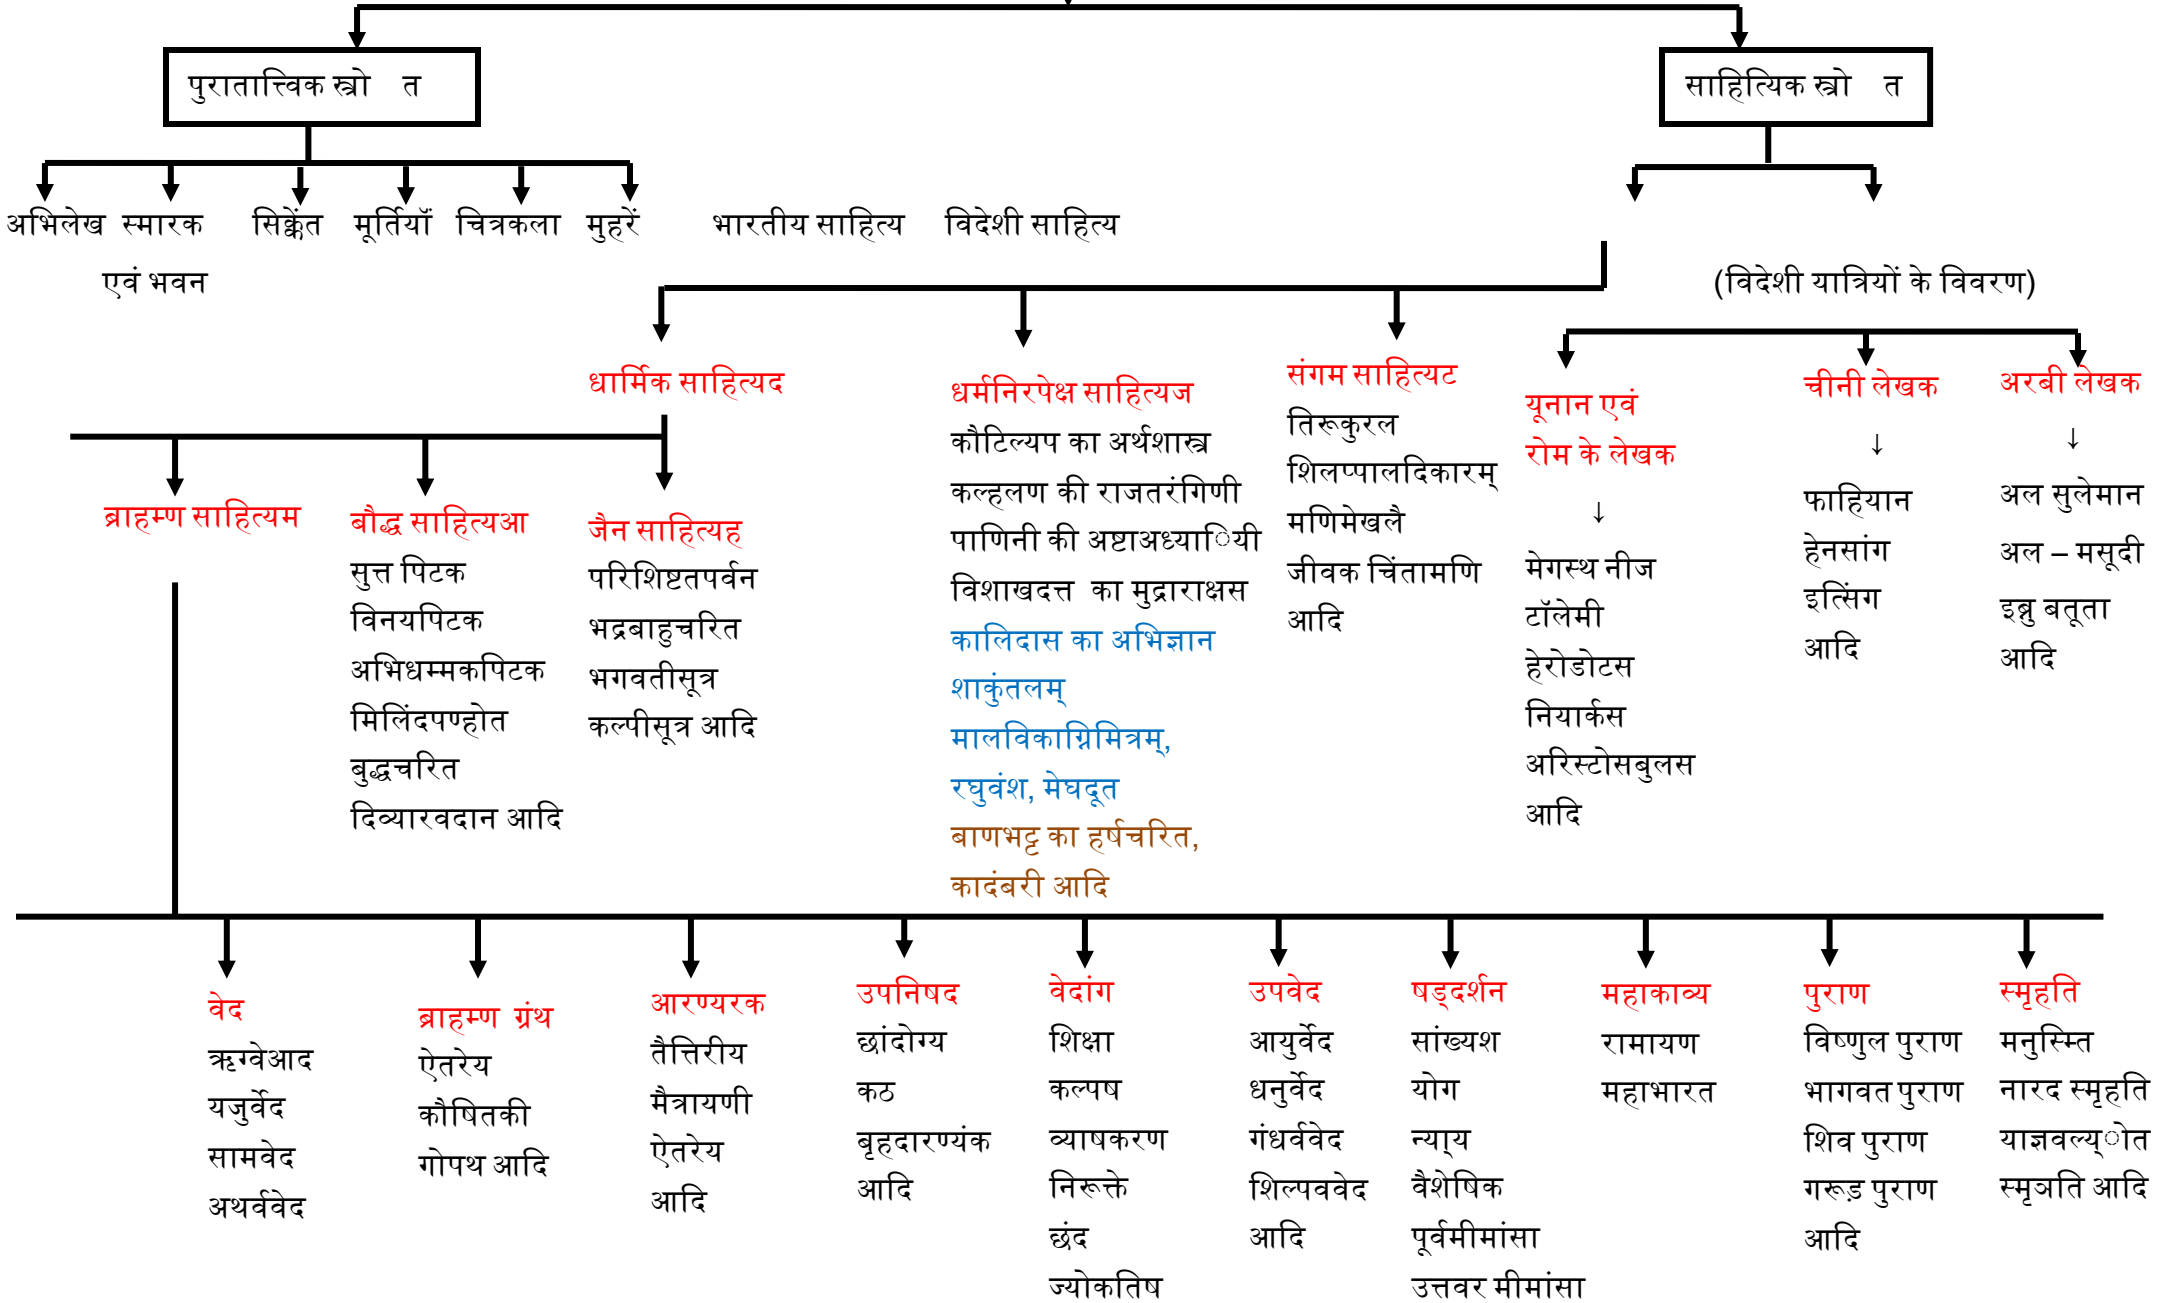 पुरातात्त्विक स्त्रो त
साहित्यिक स्त्रो त
अभिलेख स्मारक सिक्केंत मूर्तियॉं चित्रकला मुहरें भारतीय साहित्य विदेशी साहित्य
एवं भवन
(विदेशी यात्रियों के विवरण)
धार्मिक साहित्यद
ब्राहम्ण साहित्यम
बौद्ध साहित्यआ
सुत्त पिटक
विनयपिटक
अभिधम्मकपिटक
मिलिंदपण्होत
बुद्धचरित
दिव्यारवदान आदि
जैन साहित्यह
परिशिष्टतपर्वन
भद्रबाहुचरित
भगवतीसूत्र
कल्पीसूत्र आदि
धर्मनिरपेक्ष साहित्यज
कौटिल्यप का अर्थशास्त्र
कल्हलण की राजतरंगिणी
पाणिनी की अष्टाअध्याियी
विशाखदत्त का मुद्राराक्षस
कालिदास का अभिज्ञान
शाकुंतलम्
मालविकाग्निमित्रम्,
रघुवंश, मेघदूत
बाणभट्ट का हर्षचरित,
कादंबरी आदि
संगम साहित्यट
तिरूकुरल
शिलप्पालदिकारम्
मणिमेखलै
जीवक चिंतामणि
आदि
यूनान एवं
रोम के लेखक
↓
मेगस्थ नीज
टॉलेमी
हेरोडोटस
नियार्कस
अरिस्टोसबुलस
आदि
चीनी लेखक
↓
फाहियान
हेनसांग
इत्सिंग
आदि
अरबी लेखक
↓
अल सुलेमान
अल – मसूदी
इब्नु बतूता
आदि
वेद
ऋग्वेआद
यजुर्वेद
सामवेद
अथर्ववेद
ब्राहम्ण ग्रंथ
ऐतरेय
कौषितकी
गोपथ आदि
आरण्यरक
तैत्तिरीय
मैत्रायणी
ऐतरेय
आदि
उपनिषद
छांदोग्य
कठ
बृहदारण्यंक
आदि
वेदांग
शिक्षा
कल्पष
व्याषकरण
निरूक्ते
छंद
ज्योकतिष
उपवेद
आयुर्वेद
धनुर्वेद
गंधर्ववेद
शिल्पववेद
आदि
षड्दर्शन
सांख्यश
योग
न्या्य
वैशेषिक
पूर्वमीमांसा
उत्तवर मीमांसा
महाकाव्य
रामायण
महाभारत
पुराण
विष्णुल पुराण
भागवत पुराण
शिव पुराण
गरूड़ पुराण
आदि
स्मृहति
मनुस्म्ति
नारद स्मृहति
याज्ञवल्य्ोत
स्मृञति आदि